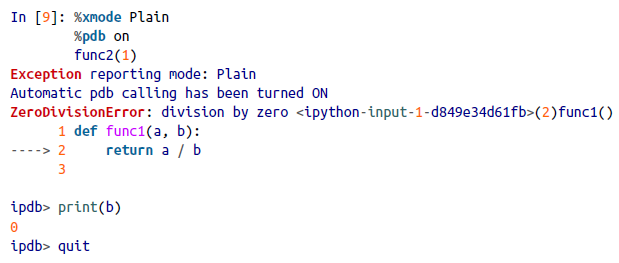 In [9]: %xmode Plain
        %pdb on
        func2(1)
Exception reporting mode: Plain
Automatic pdb calling has been turned ON
ZeroDivisionError: division by zero <ipython-input-1-d849e34d61fb>(2)func1()
      1 def func1(a, b):
----> 2     return a / b
      3
ipdb> print(b)
0
ipdb> quit